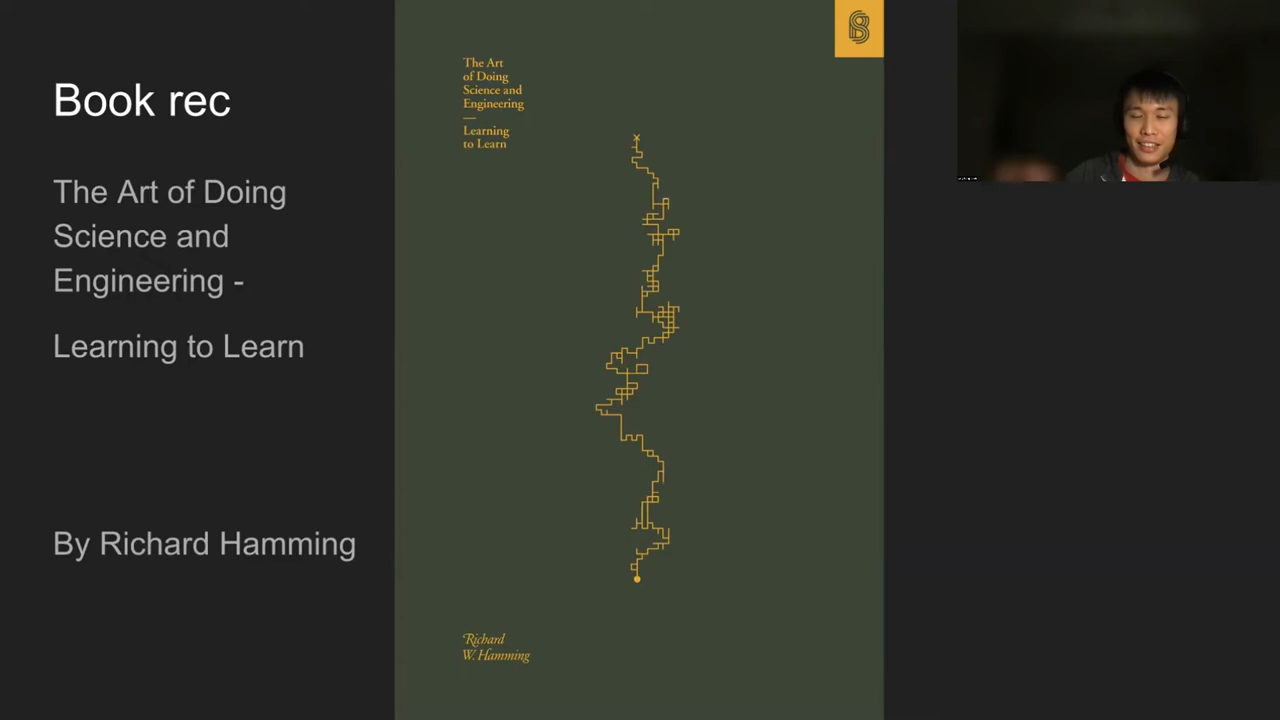 Book rec
The Art of Doing
Science and
Engineering -
Learning to Learn
By Richard Hamming
The Art
of Doing
Science and
Engineering
—
Learning
to Learn
Richard
W. Hamming
S